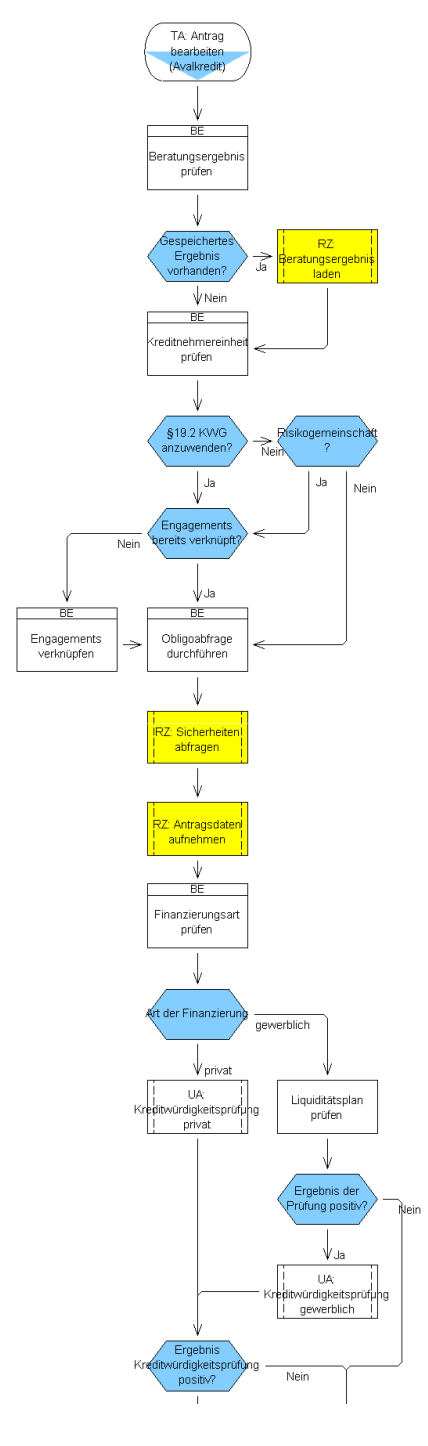 TA: Antrag
bearbeiten
(Avalkredit)
BE
Beratungsergebnis
prüfen
Gespeichertes
Ergebnis
vorhanden?
Ja
RZ:
Beratungsergebnis
laden
Nein
BE
Kreditnehmereinheit
prüfen
§19.2 KWG
anzuwenden?
Nein
Risikogemeinschaft
?
Ja
Ja
Nein
Engagements
bereits verknüpft?
Nein
Ja
BE
Engagements
verknüpfen
BE
Obligoabfrage
durchführen
RZ: Sicherheiten
abfragen
RZ: Antragsdaten
aufnehmen
BE
Finanzierungsart
prüfen
Art der Finanzierung
gewerblich
privat
UA:
Kreditwürdigkeitsprüfung
privat
Liquiditätsplan
prüfen
Ergebnis der
Prüfung positiv?
Nein
Ja
UA:
Kreditwürdigkeitsprüfung
gewerblich
Ergebnis
Kreditwürdigkeitsprüfung
positiv?
Nein